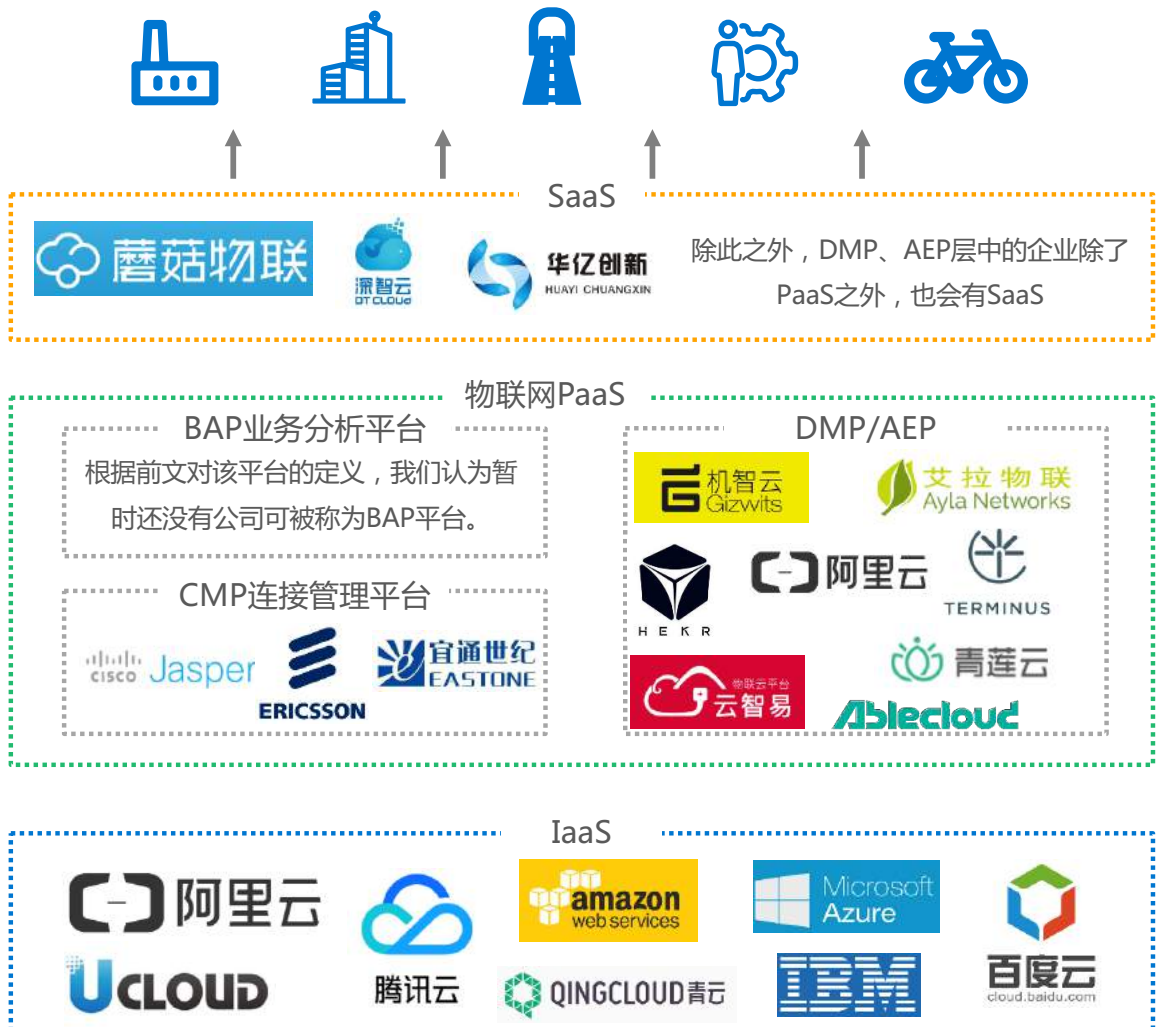 SaaS
蘑菇物联
深智云
DT CLOUD
华亿创新
HUAYI CHUANGXIN
除此之外，DMP、AEP层中的企业除了
PaaS之外，也会有SaaS
物联网PaaS
BAP业务分析平台
根据前文对该平台的定义，我们认为暂
时还没有公司可被称为BAP平台。
CMP连接管理平台
CISCO Jasper
ERICSSON
宜通世纪
EASTONE
DMP/AEP
机智云
Gizwits
艾拉物联
Ayla Networks
HEKR
阿里云
TERMINUS
物联云平台
云智易
青莲云
Ablecloud
IaaS
阿里云
腾讯云
amazon
web services
Microsoft
Azure
百度云
cloud.baidu.com
UCLOUD
QINGCLOUD青云
IBM